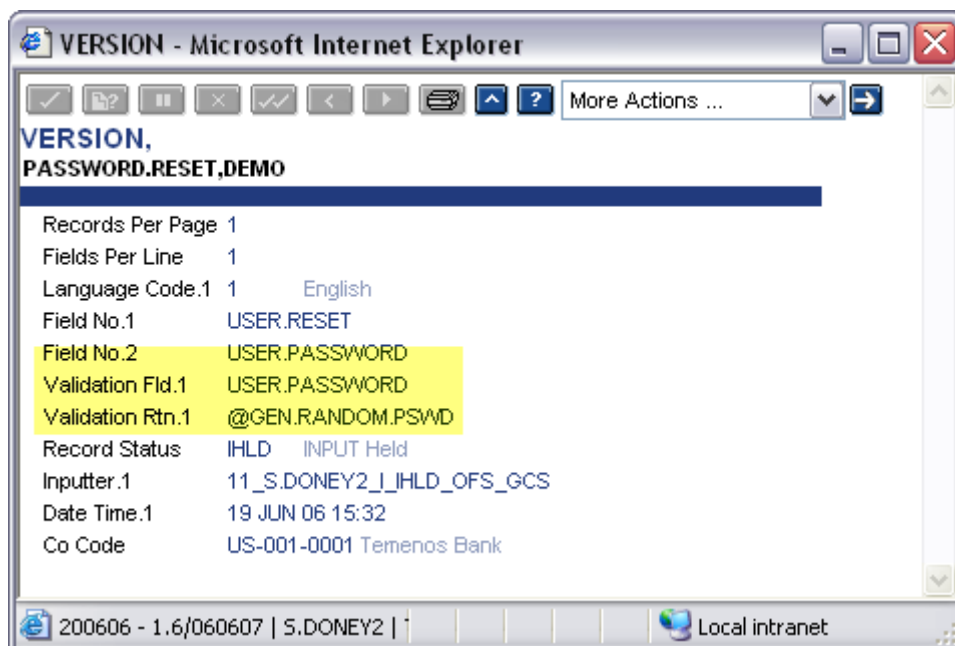 VERSION - Microsoft Internet Explorer
More Actions ...
VERSION,
PASSWORD.RESET,DEMO
Records Per Page 1
Fields Per Line 1
Language Code.1 1 English
Field No.1 USER.RESET
Field No.2 USER.PASSWORD
Validation Fld.1 USER.PASSWORD
Validation Rtn.1 @GEN.RANDOM.PSWD
Record Status IHLD INPUT Held
Inputter.1 11_S.DONEY2_I_IHLD_OFS_GCS
Date Time.1 19 JUN 06 15:32
Co Code US-001-0001 Temenos Bank
200606 - 1.6/060607 | S.DONEY2 | Local intranet